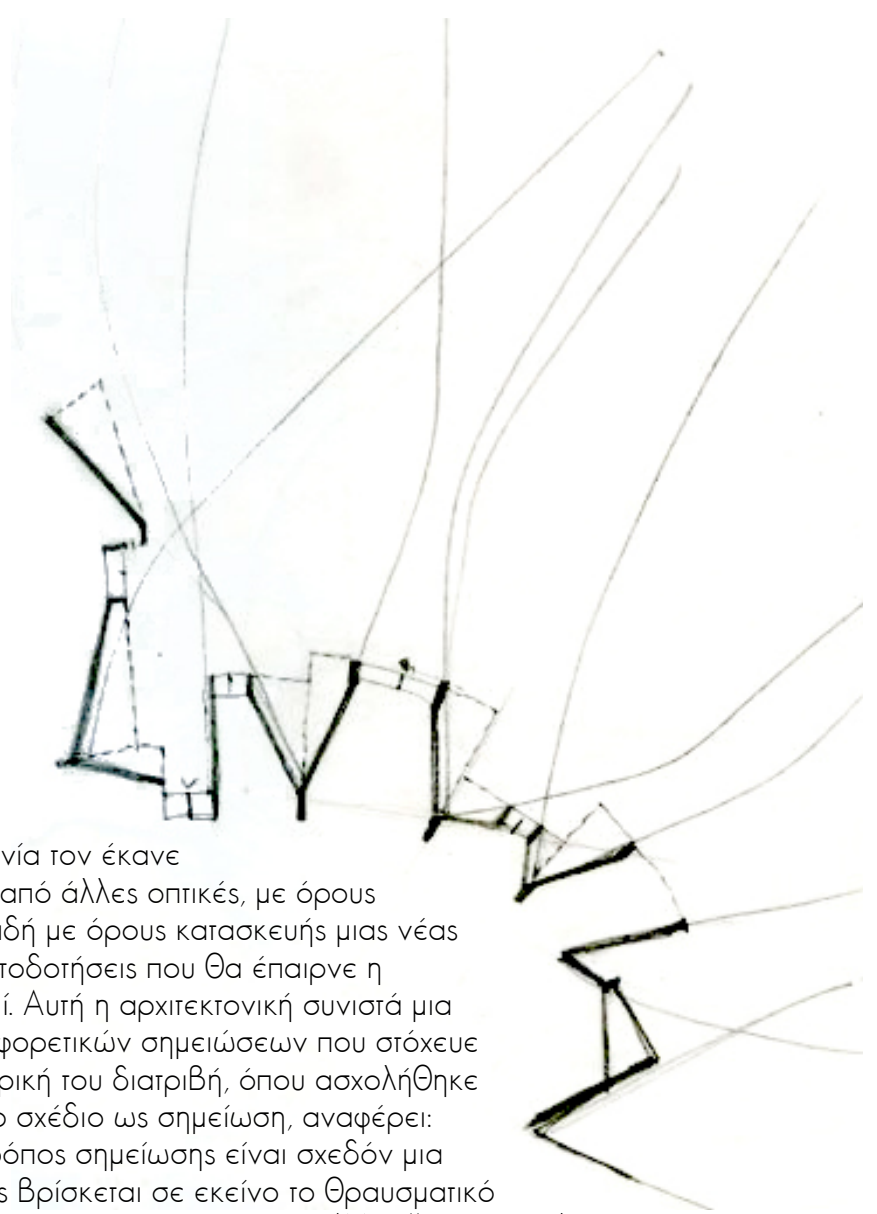 νία τον έκανε
από άλλες οπτικές, με όρους
δή με όρους κατασκευής μιας νέας
τοδοτήσεις που θα έπαιρνε η
ί. Αυτή η αρχιτεκτονική συνιστά μια
φορετικών σημειώσεων που στόχευε
ρική του διατριβή, όπου ασχολήθηκε
ο σχέδιο ως σημείωση, αναφέρει:
ρόπος σημείωσης είναι σχεδόν μια
ς βρίσκεται σε εκείνο το θραυσματικό